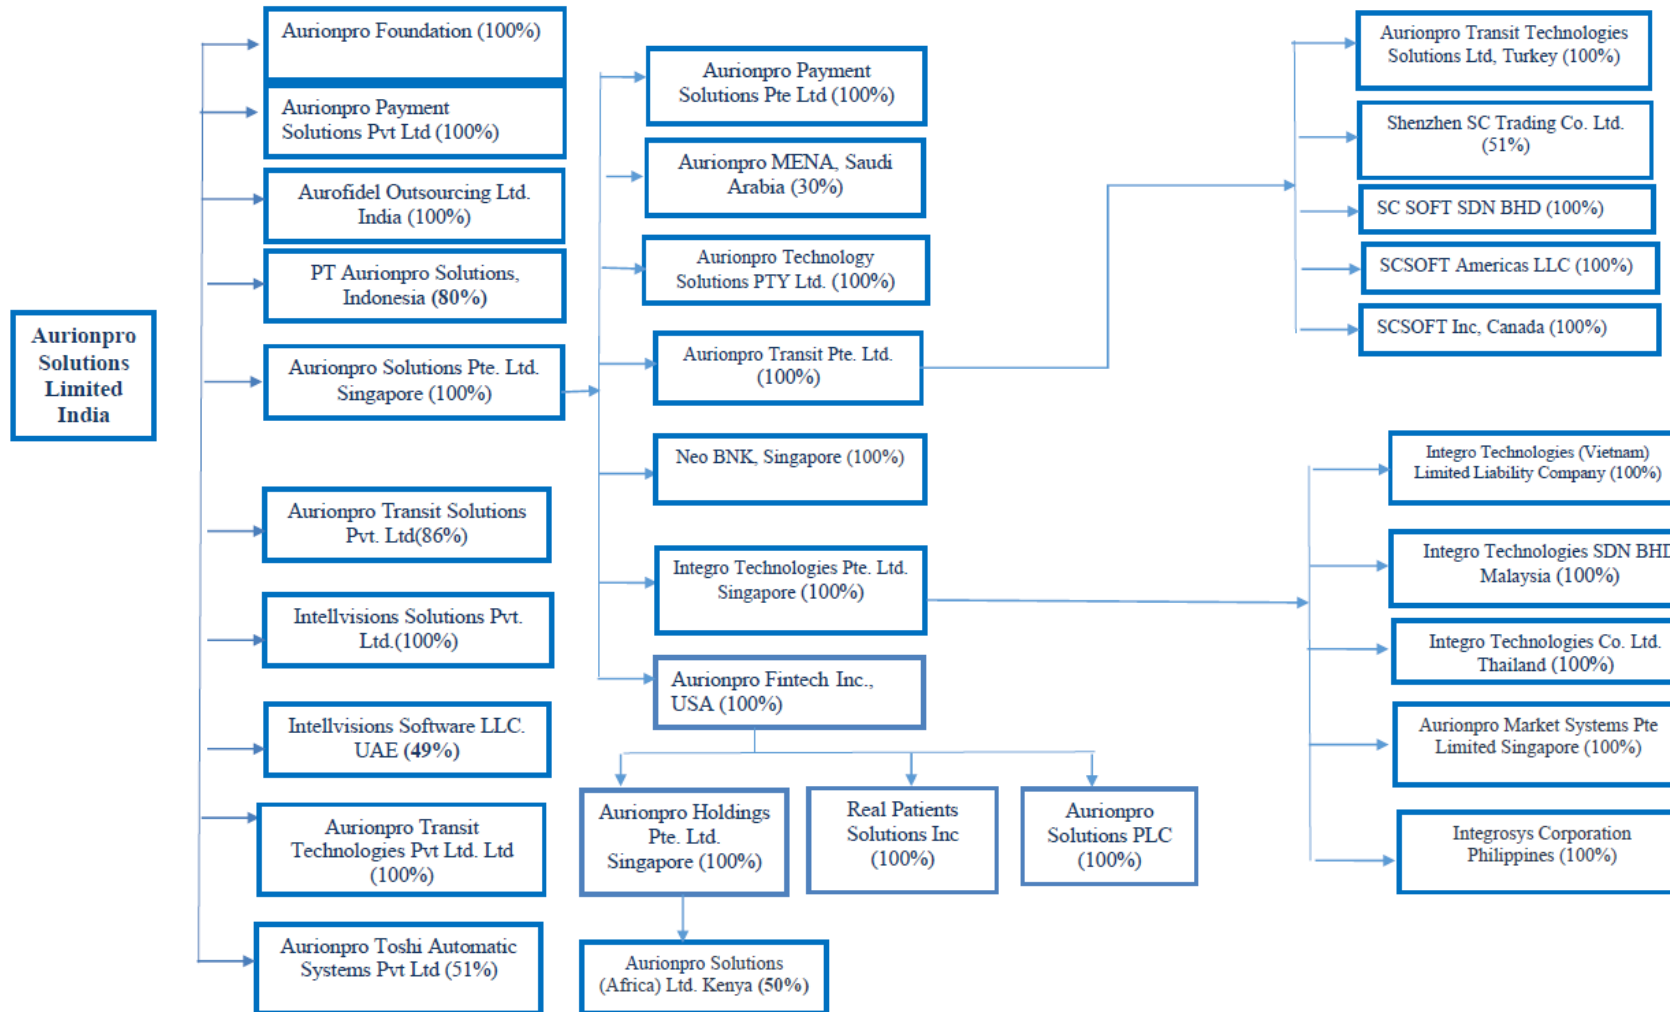 Aurionpro
Solutions
Limited
India
Aurionpro Foundation (100%)
Aurionpro Payment
Solutions Pvt Ltd (100%)
Aurofidel Outsourcing Ltd.
India (100%)
PT Aurionpro Solutions,
Indonesia (80%)
Aurionpro Solutions Pte. Ltd.
Singapore (100%)
Aurionpro Transit Solutions
Pvt. Ltd(86%)
Intellvisions Solutions Pvt.
Ltd.(100%)
Intellvisions Software LLC.
UAE (49%)
Aurionpro Transit
Technologies Pvt Ltd. Ltd
(100%)
Aurionpro Toshi Automatic
Systems Pvt Ltd (51%)
Aurionpro Payment
Solutions Pte Ltd (100%)
Aurionpro MENA, Saudi
Arabia (30%)
Aurionpro Technology
Solutions PTY Ltd. (100%)
Aurionpro Transit Pte. Ltd.
(100%)
Neo BNK, Singapore (100%)
Integro Technologies Pte. Ltd.
Singapore (100%)
Aurionpro Fintech Inc.,
USA (100%)
Aurionpro Holdings
Pte. Ltd.
Singapore (100%)
Real Patients
Solutions Inc
(100%)
Aurionpro
Solutions PLC
(100%)
Aurionpro Solutions
(Africa) Ltd. Kenya (50%)
Aurionpro Transit Technologies
Solutions Ltd, Turkey (100%)
Shenzhen SC Trading Co. Ltd.
(51%)
SC SOFT SDN BHD (100%)
SCSOFT Americas LLC (100%)
SCSOFT Inc, Canada (100%)
Integro Technologies (Vietnam)
Limited Liability Company (100%)
Integro Technologies SDN BHD
Malaysia (100%)
Integro Technologies Co. Ltd.
Thailand (100%)
Aurionpro Market Systems Pte
Limited Singapore (100%)
Integrosys Corporation
Philippines (100%)